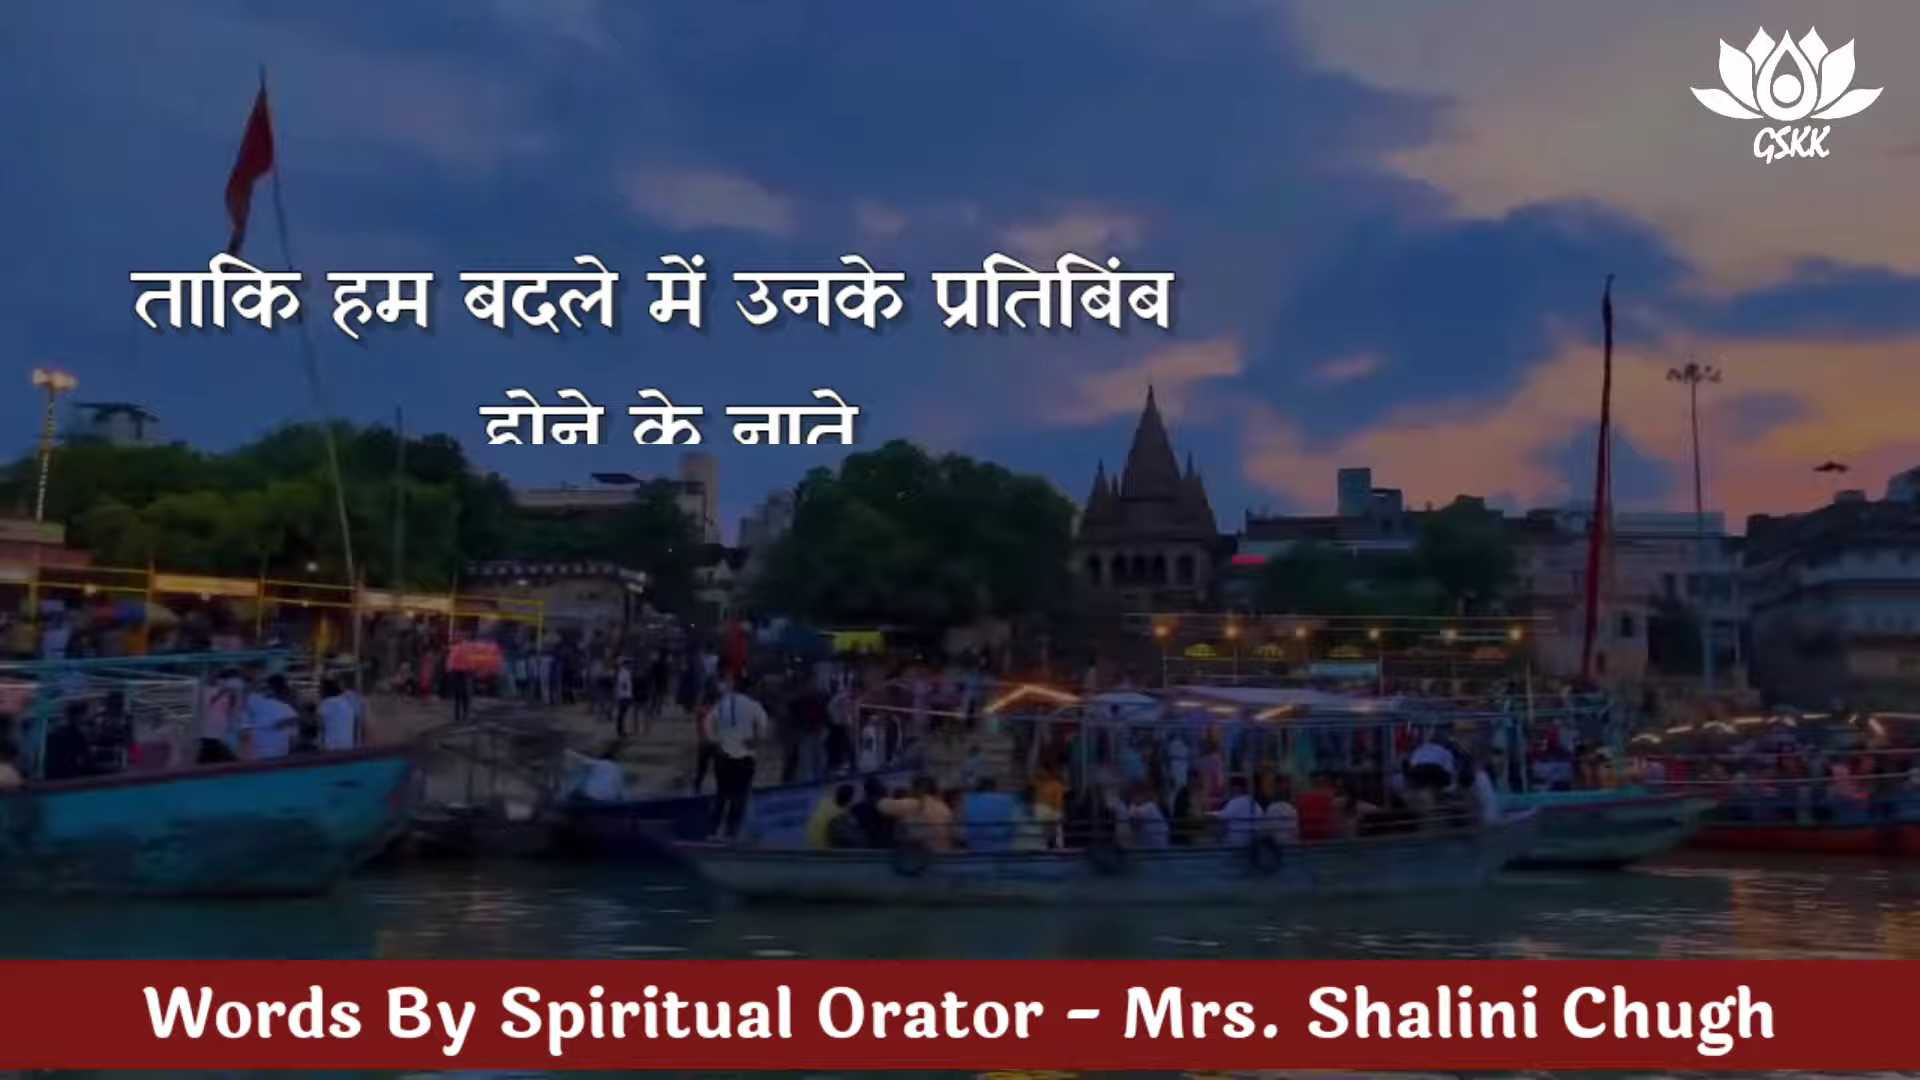 GSKK
ताकि हम बदले में उनके प्रतिबिंब
होने के नाते
Words By Spiritual Orator - Mrs. Shalini Chugh